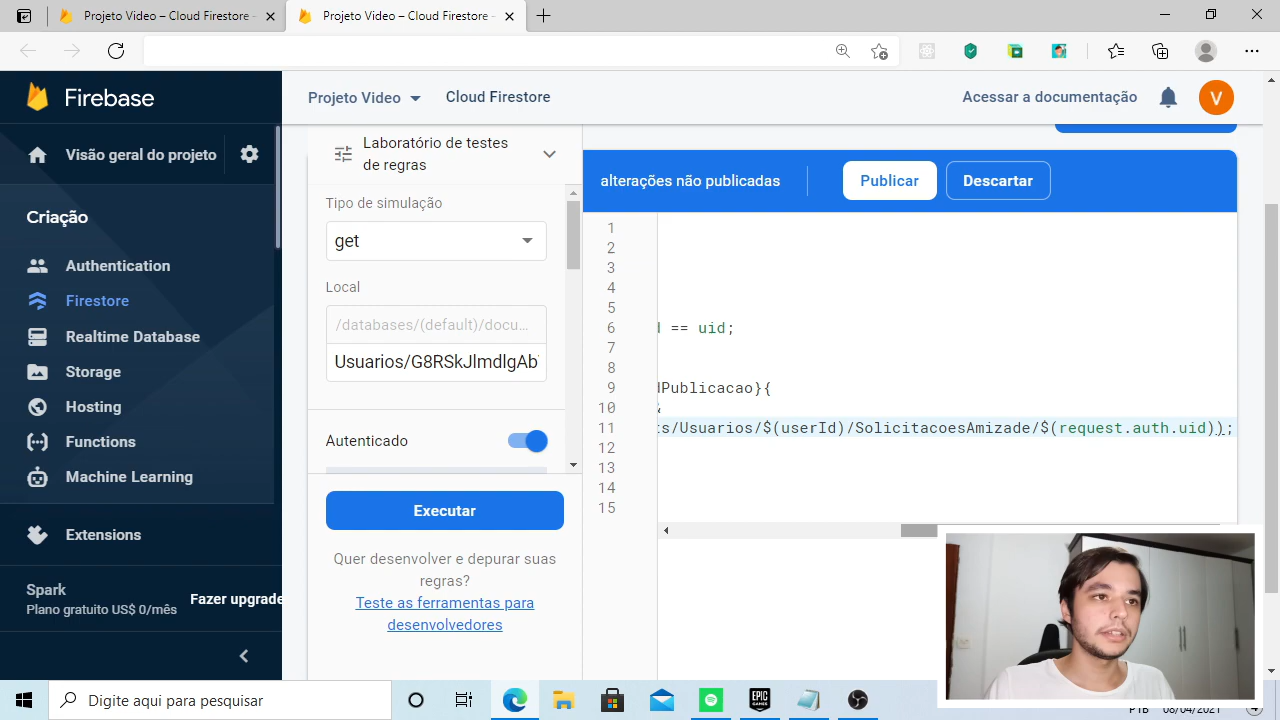 Projeto Video – Cloud Firestore –
Projeto Video – Cloud Firestore –
Firebase
Projeto Video
Cloud Firestore
Acessar a documentação
V
Visão geral do projeto
Criação
Authentication
Firestore
Realtime Database
Storage
Hosting
Functions
Machine Learning
Extensions
Spark
Plano gratuito US$ 0/mês
Fazer upgrade
Laboratório de testes
de regras
Tipo de simulação
get
Local
/databases/(default)/docu...
Usuarios/G8RSkJlmdlgAb
Autenticado
Executar
Quer desenvolver e depurar suas
regras?
Teste as ferramentas para
desenvolvedores
alterações não publicadas
Publicar
Descartar
1
2
3
4
5
6 d == uid;
7
8
9 dPublicacao}{
10 &
11 ts/Usuarios/$(userId)/SolicitacoesAmizade/$(request.auth.uid));
12
13
14
15
Digite aqui para pesquisar
EPIC
GAMES
PTB
08/04/2021